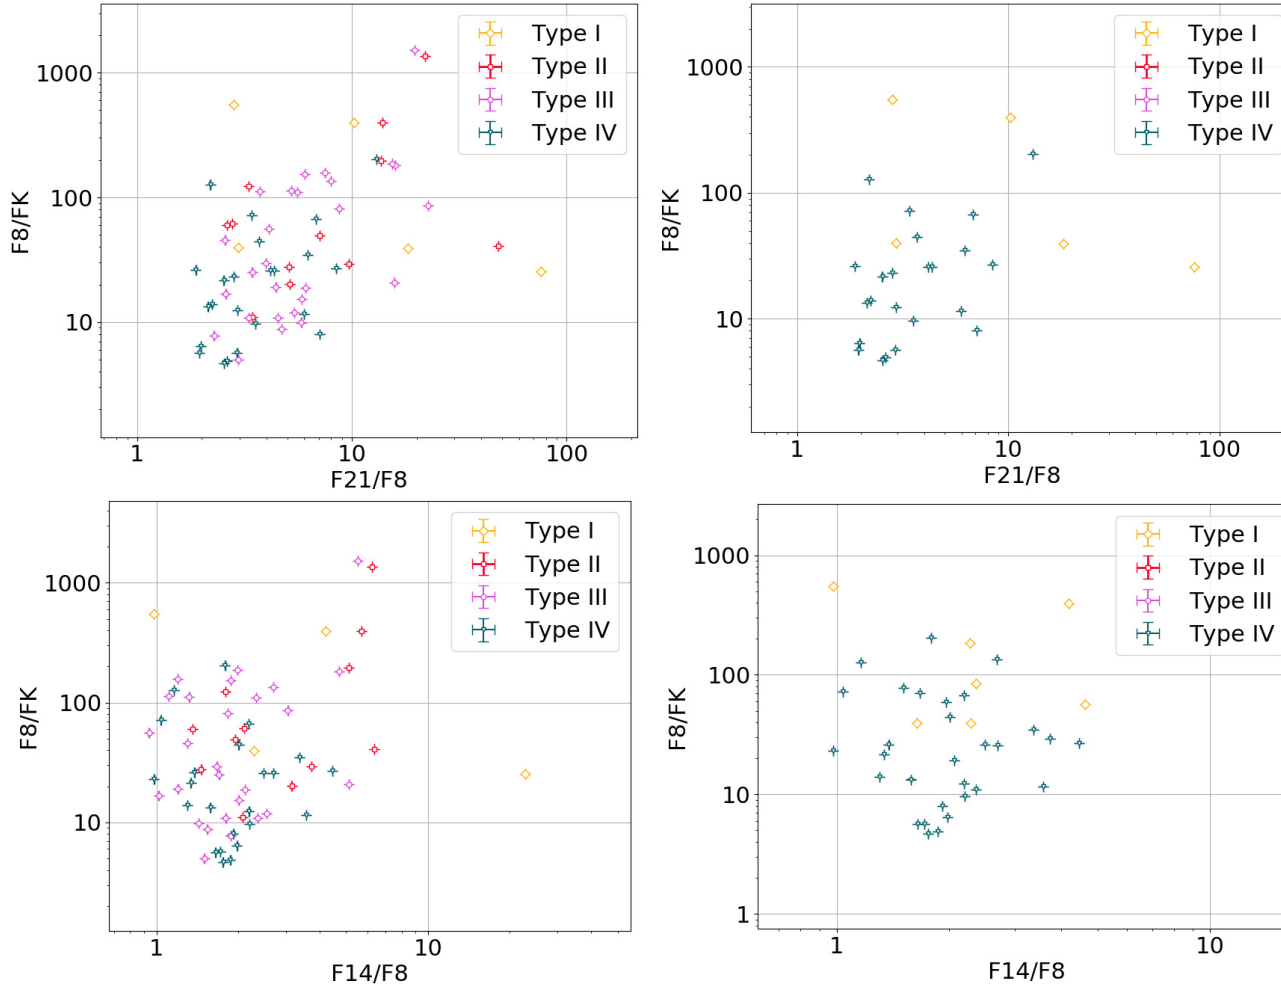 Type I
Type II
Type III
Type IV
1000
100
10
F8/FK
1
10
100
F21/F8
Type I
Type II
Type III
Type IV
1000
100
10
F8/FK
1
10
100
F21/F8
Type I
Type II
Type III
Type IV
1000
100
10
F8/FK
1
10
F14/F8
Type I
Type II
Type III
Type IV
1000
100
10
1
F8/FK
1
10
F14/F8